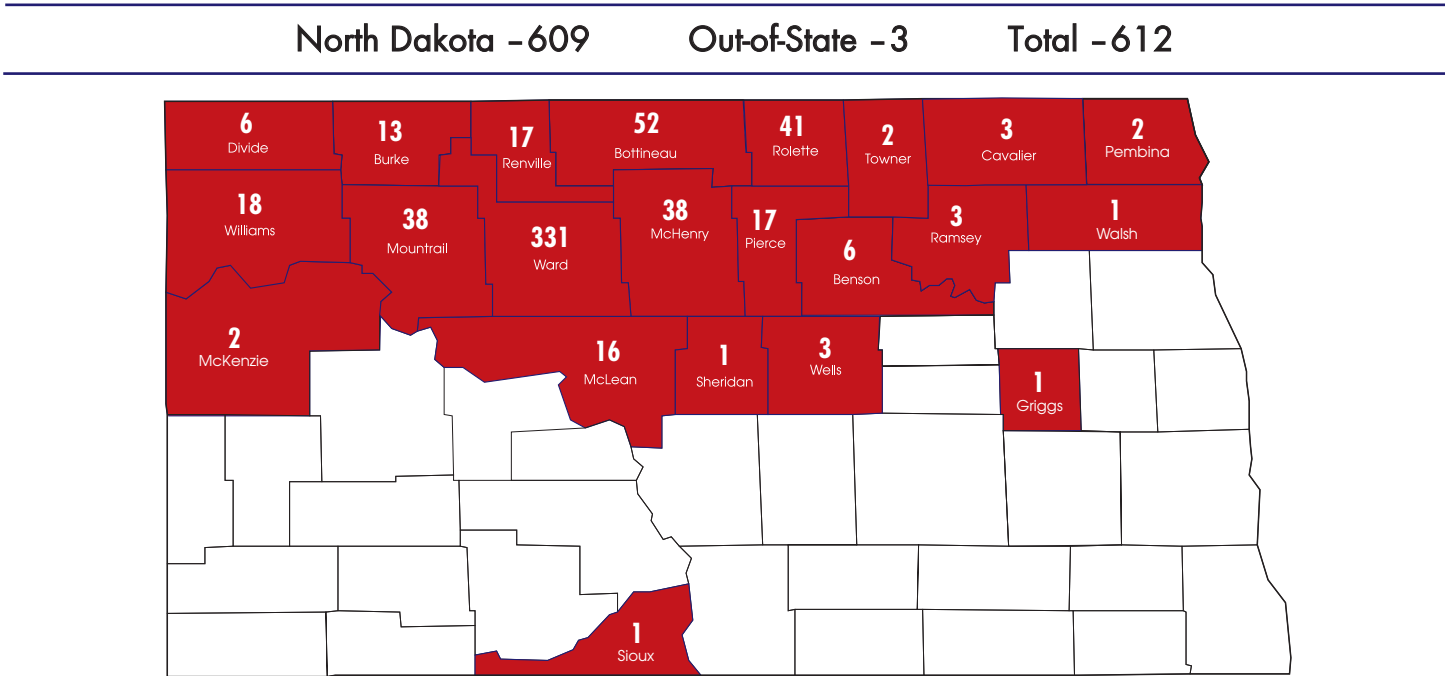 North Dakota – 609 Out-of-State – 3 Total – 612
6
Divide
13
Burke
17
Renville
52
Bottineau
41
Rolette
2
Towner
3
Cavalier
2
Pembina
18
Williams
38
Mountrail
331
Ward
38
McHenry
17
Pierce
6
Benson
3
Ramsey
1
Walsh
2
McKenzie
16
McLean
1
Sheridan
3
Wells
1
Griggs
1
Sioux